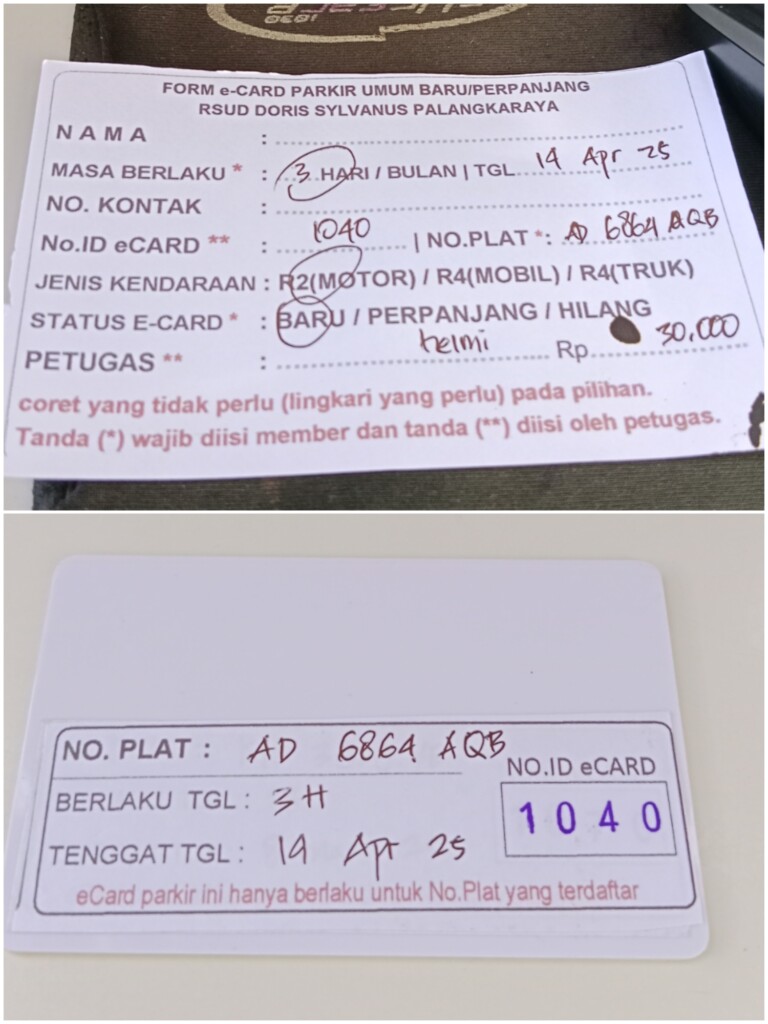 FORM e-CARD PARKIR UMUM BARU/PERPANJANG
RSUD DORIS SYLVANUS PALANGKARAYA
NAMA :
MASA BERLAKU * : 3 HARI / BULAN | TGL 14 Apr 25
NO. KONTAK :
No.ID eCARD ** : 1040 | NO.PLAT *: AD 6864 AQB
JENIS KENDARAAN : R2(MOTOR) / R4(MOBIL) / R4(TRUK)
STATUS E-CARD * : BARU / PERPANJANG / HILANG
PETUGAS ** : helmi Rp. 30.000
coret yang tidak perlu (lingkari yang perlu) pada pilihan.
Tanda (*) wajib diisi member dan tanda (**) diisi oleh petugas.
NO. PLAT : AD 6864 AQB
NO.ID eCARD
BERLAKU TGL : 3H
1040
TENGGAT TGL : 14 Apr 25
eCard parkir ini hanya berlaku untuk No.Plat yang terdaftar